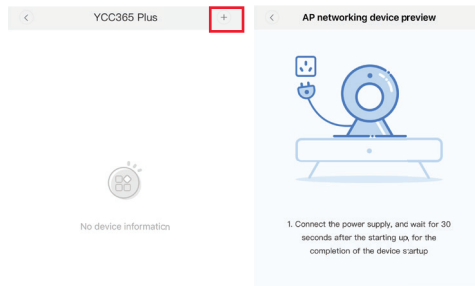 YCC365 Plus
+
No device information
AP networking device preview
1. Connect the power supply, and wait for 30
seconds after the starting up, for the
completion of the device startup